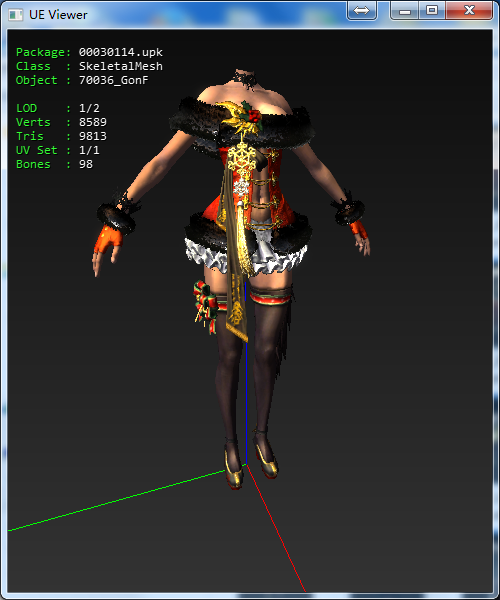 UE Viewer
Package: 00030114.upk
Class  : SkeletalMesh
Object : 70036_GonF
LOD    : 1/2
Verts  : 8589
Tris   : 9813
UV Set : 1/1
Bones  : 98